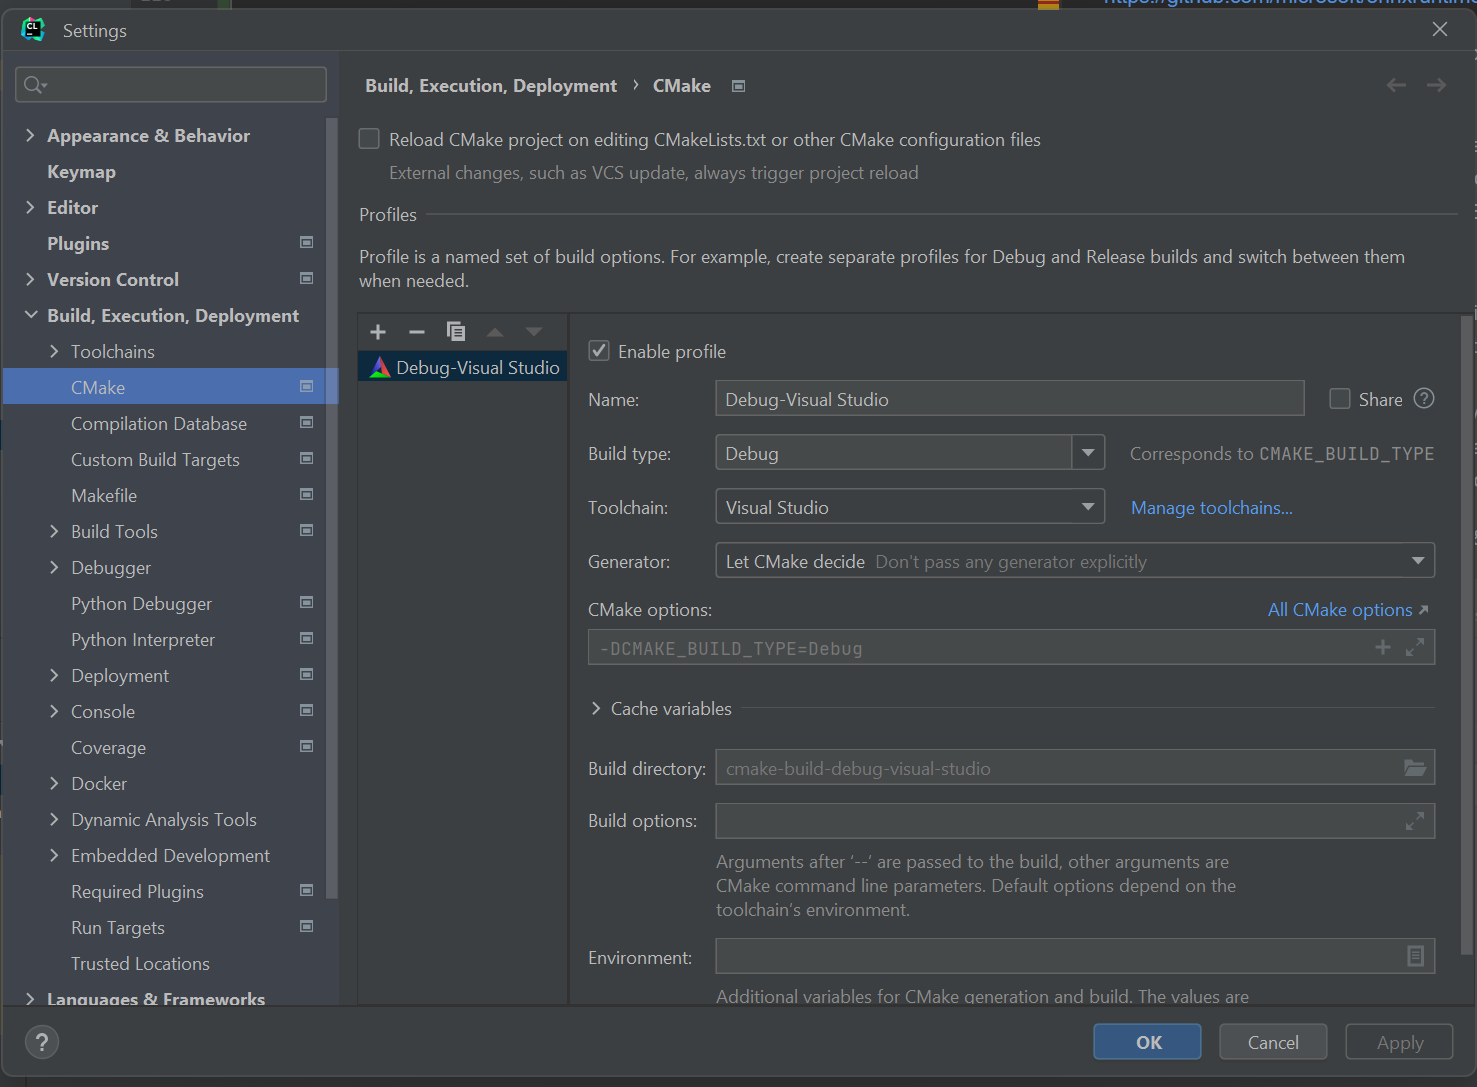 https://github.com/microsoft/onnxruntime
Settings
Build, Execution, Deployment › CMake
Appearance & Behavior
Keymap
Editor
Plugins
Version Control
Build, Execution, Deployment
Toolchains
CMake
Compilation Database
Custom Build Targets
Makefile
Build Tools
Debugger
Python Debugger
Python Interpreter
Deployment
Console
Coverage
Docker
Dynamic Analysis Tools
Embedded Development
Required Plugins
Run Targets
Trusted Locations
Languages & Frameworks
Reload CMake project on editing CMakeLists.txt or other CMake configuration files
External changes, such as VCS update, always trigger project reload
Profiles
Profile is a named set of build options. For example, create separate profiles for Debug and Release builds and switch between them
when needed.
Debug-Visual Studio
Enable profile
Name: Debug-Visual Studio Share ?
Build type: Debug Corresponds to CMAKE_BUILD_TYPE
Toolchain: Visual Studio Manage toolchains...
Generator: Let CMake decide Don't pass any generator explicitly
CMake options: All CMake options
-DCMAKE_BUILD_TYPE=Debug
Cache variables
Build directory: cmake-build-debug-visual-studio
Build options:
Arguments after '--' are passed to the build, other arguments are
CMake command line parameters. Default options depend on the
toolchain's environment.
Environment:
Additional variables for CMake generation and build. The values are
? OK Cancel Apply